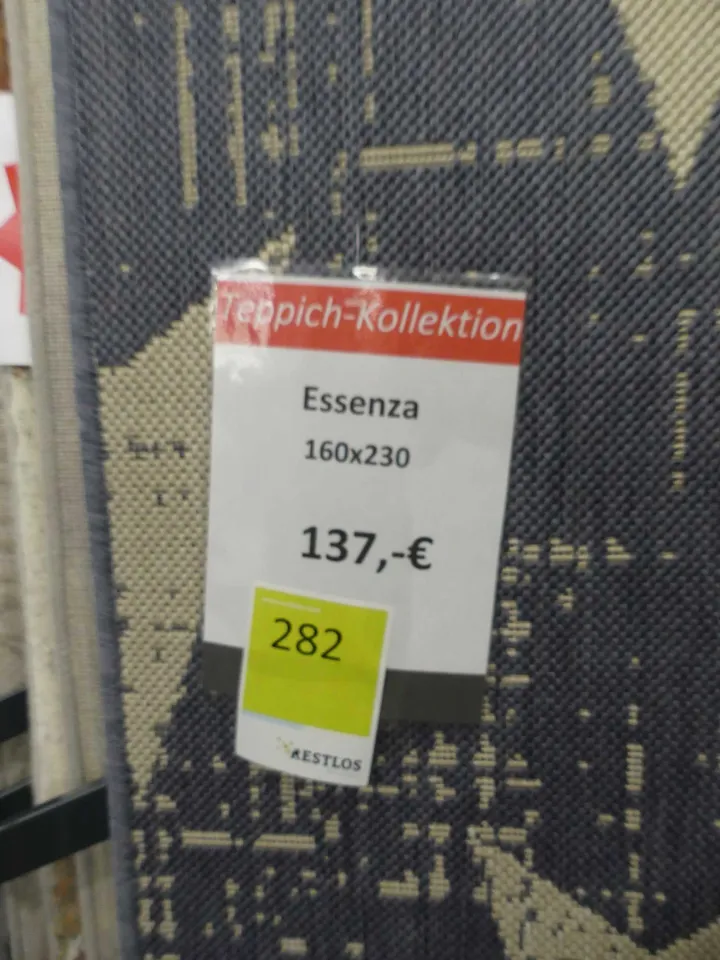 Teppich-Kollektion
Essenza
160x230
137,-€
282
RESTLOS